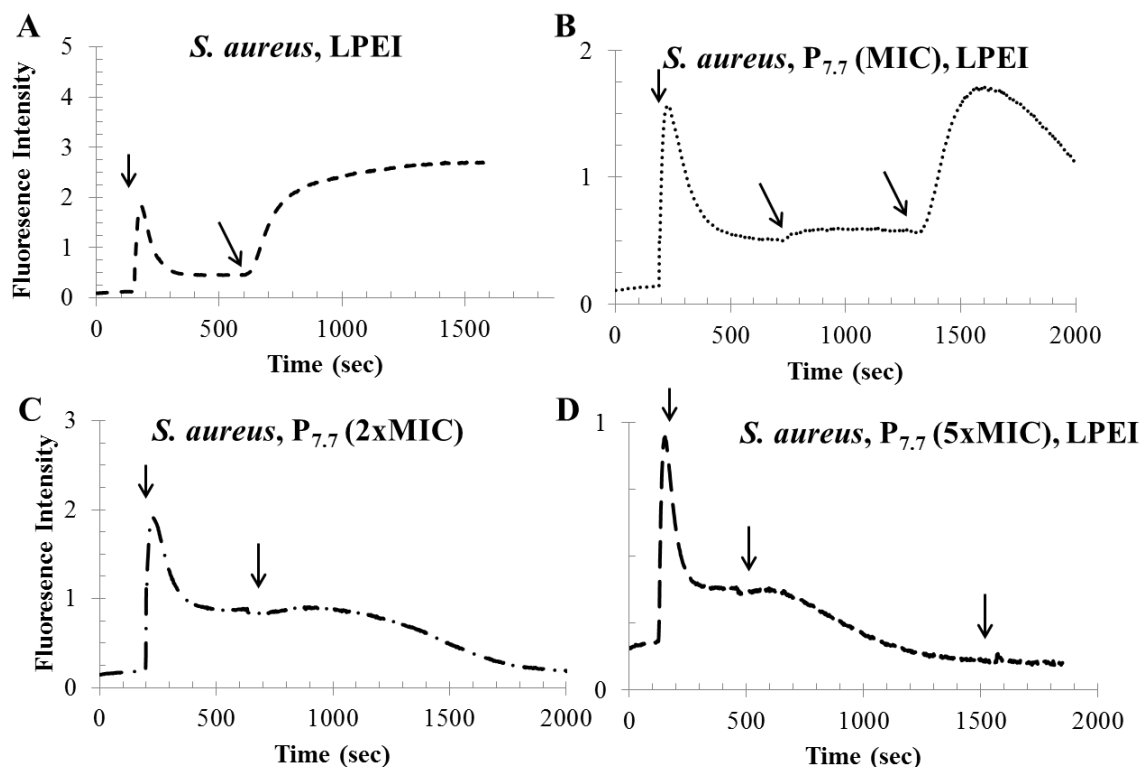 A
S. aureus, LPEI
5
4
3
2
1
0
0 500 1000 1500
Fluoresence Intensity
Time (sec)
B
S. aureus, P7.7 (MIC), LPEI
2
1
0
0 500 1000 1500 2000
Time (sec)
C
S. aureus, P7.7 (2xMIC)
3
2
1
0
0 500 1000 1500 2000
Fluoresence Intensity
Time (sec)
D
S. aureus, P7.7 (5xMIC), LPEI
1
0
0 500 1000 1500 2000
Time (sec)